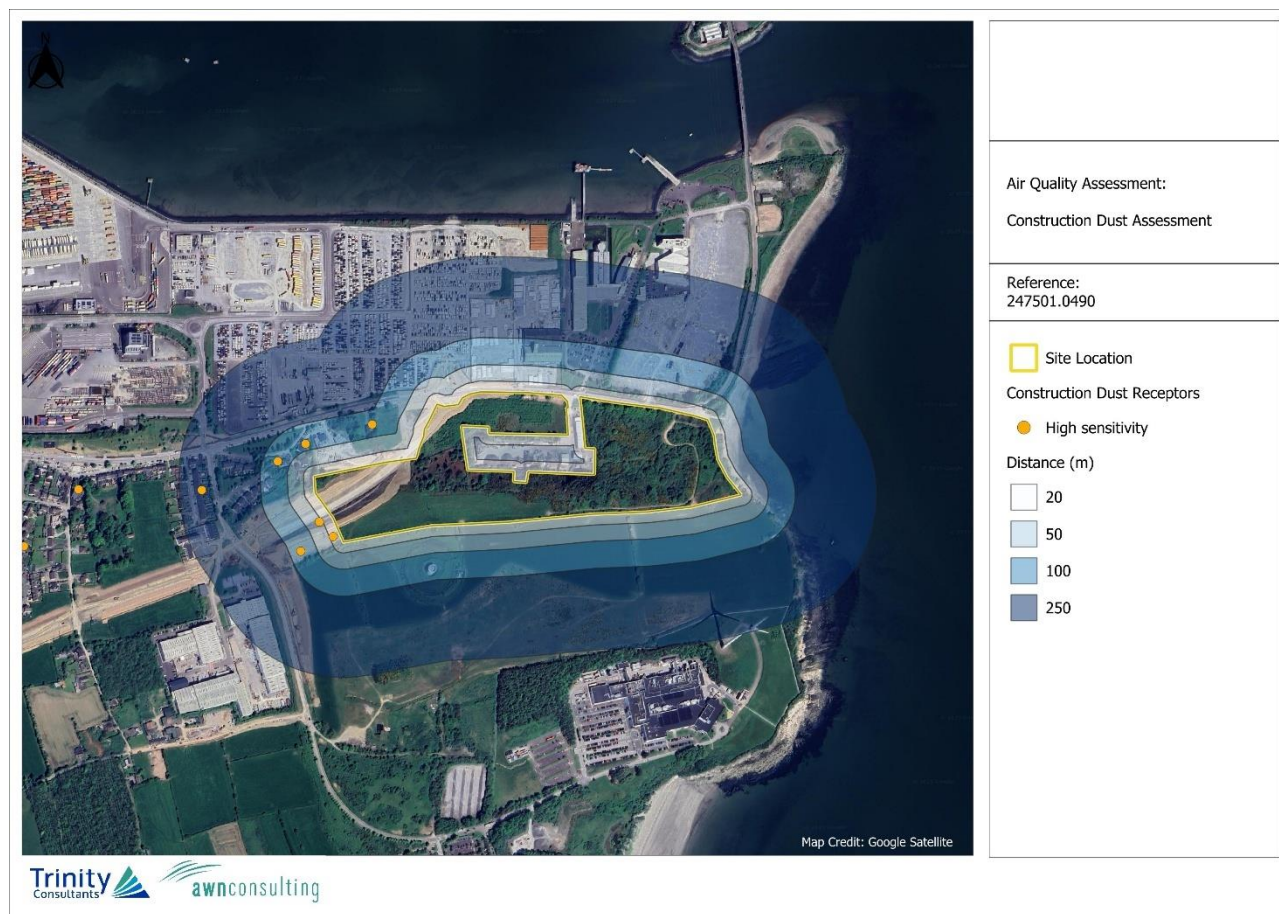 N
Air Quality Assessment:
Construction Dust Assessment
Reference:
247501.0490
Site Location
Construction Dust Receptors
High sensitivity
Distance (m)
20
50
100
250
Map Credit: Google Satellite
Trinity
Consultants
awnconsulting